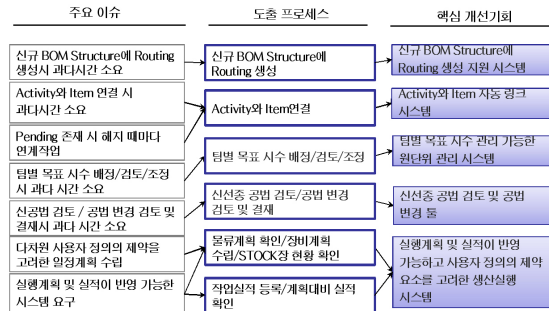 주요 이슈
도출 프로세스
핵심 개선기회
신규 BOM Structure에 Routing
생성시 과다시간 소요
Activity와 Item 연결 시
과다시간 소요
Pending 존재 시 해지 때마다
연계작업
팀별 목표 시수 배정/검토/조정
시 과다 시간 소요
신공법 검토 / 공법 변경 검토 및
결재시 과다 시간 소요
다차원 사용자 정의의 제약을
고려한 일정계획 수립
실행계획 및 실적이 반영 가능한
시스템 요구
신규 BOM Structure에
Routing 생성
Activity와 Item연결
팀별 목표 시수 배정/검토/조정
신선종 공법 검토/공법 변경
검토 및 결재
물류계획 확인/장비계획
수립/STOCK장 현황 확인
작업실적 등록/계획대비 실적
확인
신규 BOM Structure에
Routing 생성 지원 시스템
Activity와 Item 자동 링크
시스템
팀별 목표 시수 관리 가능한
원단위 관리 시스템
신선종 공법 검토 및 공법
변경 툴
실행계획 및 실적이 반영
가능하고 사용자 정의의 제약
요소를 고려한 생산실행
시스템